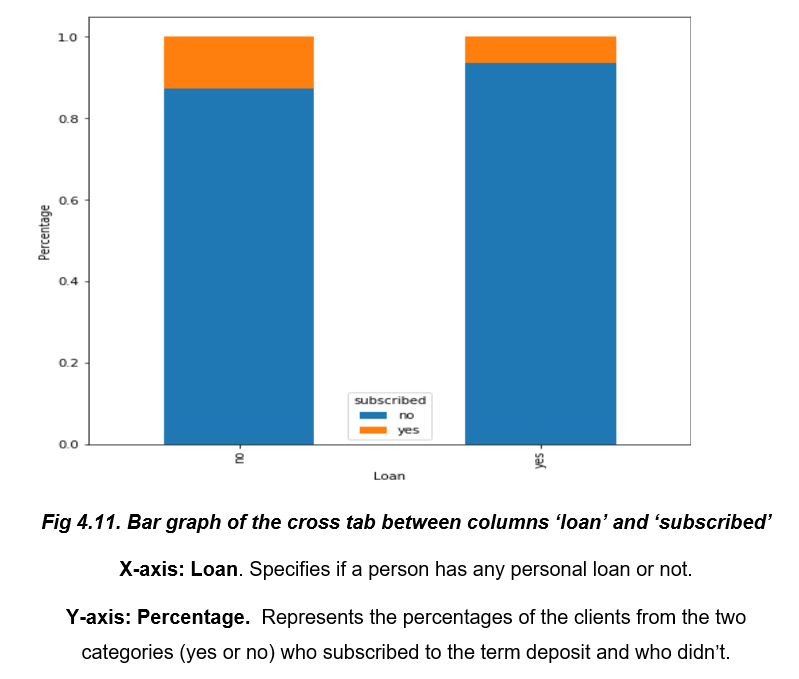 1.0
0.8
0.6
0.4
0.2
0.0
Percentage
subscribed
no
yes
no
yes
Loan
Fig 4.11. Bar graph of the cross tab between columns ‘loan’ and ‘subscribed’
X-axis: Loan. Specifies if a person has any personal loan or not.
Y-axis: Percentage.  Represents the percentages of the clients from the two
categories (yes or no) who subscribed to the term deposit and who didn’t.